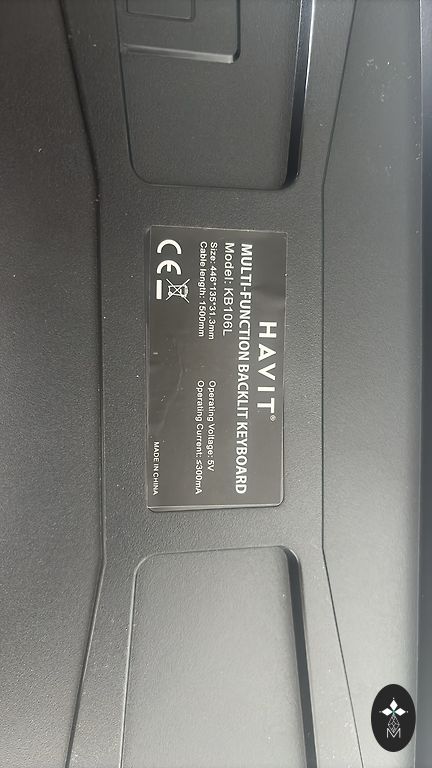 HAVIT®
MULTI-FUNCTION BACKLIT KEYBOARD
Model: KB106L
Size: 446*135*31.3mm
Cable length: 1500mm
Operating Voltage: 5V
Operating Current: ≤300mA
CE
MADE IN CHINA
M